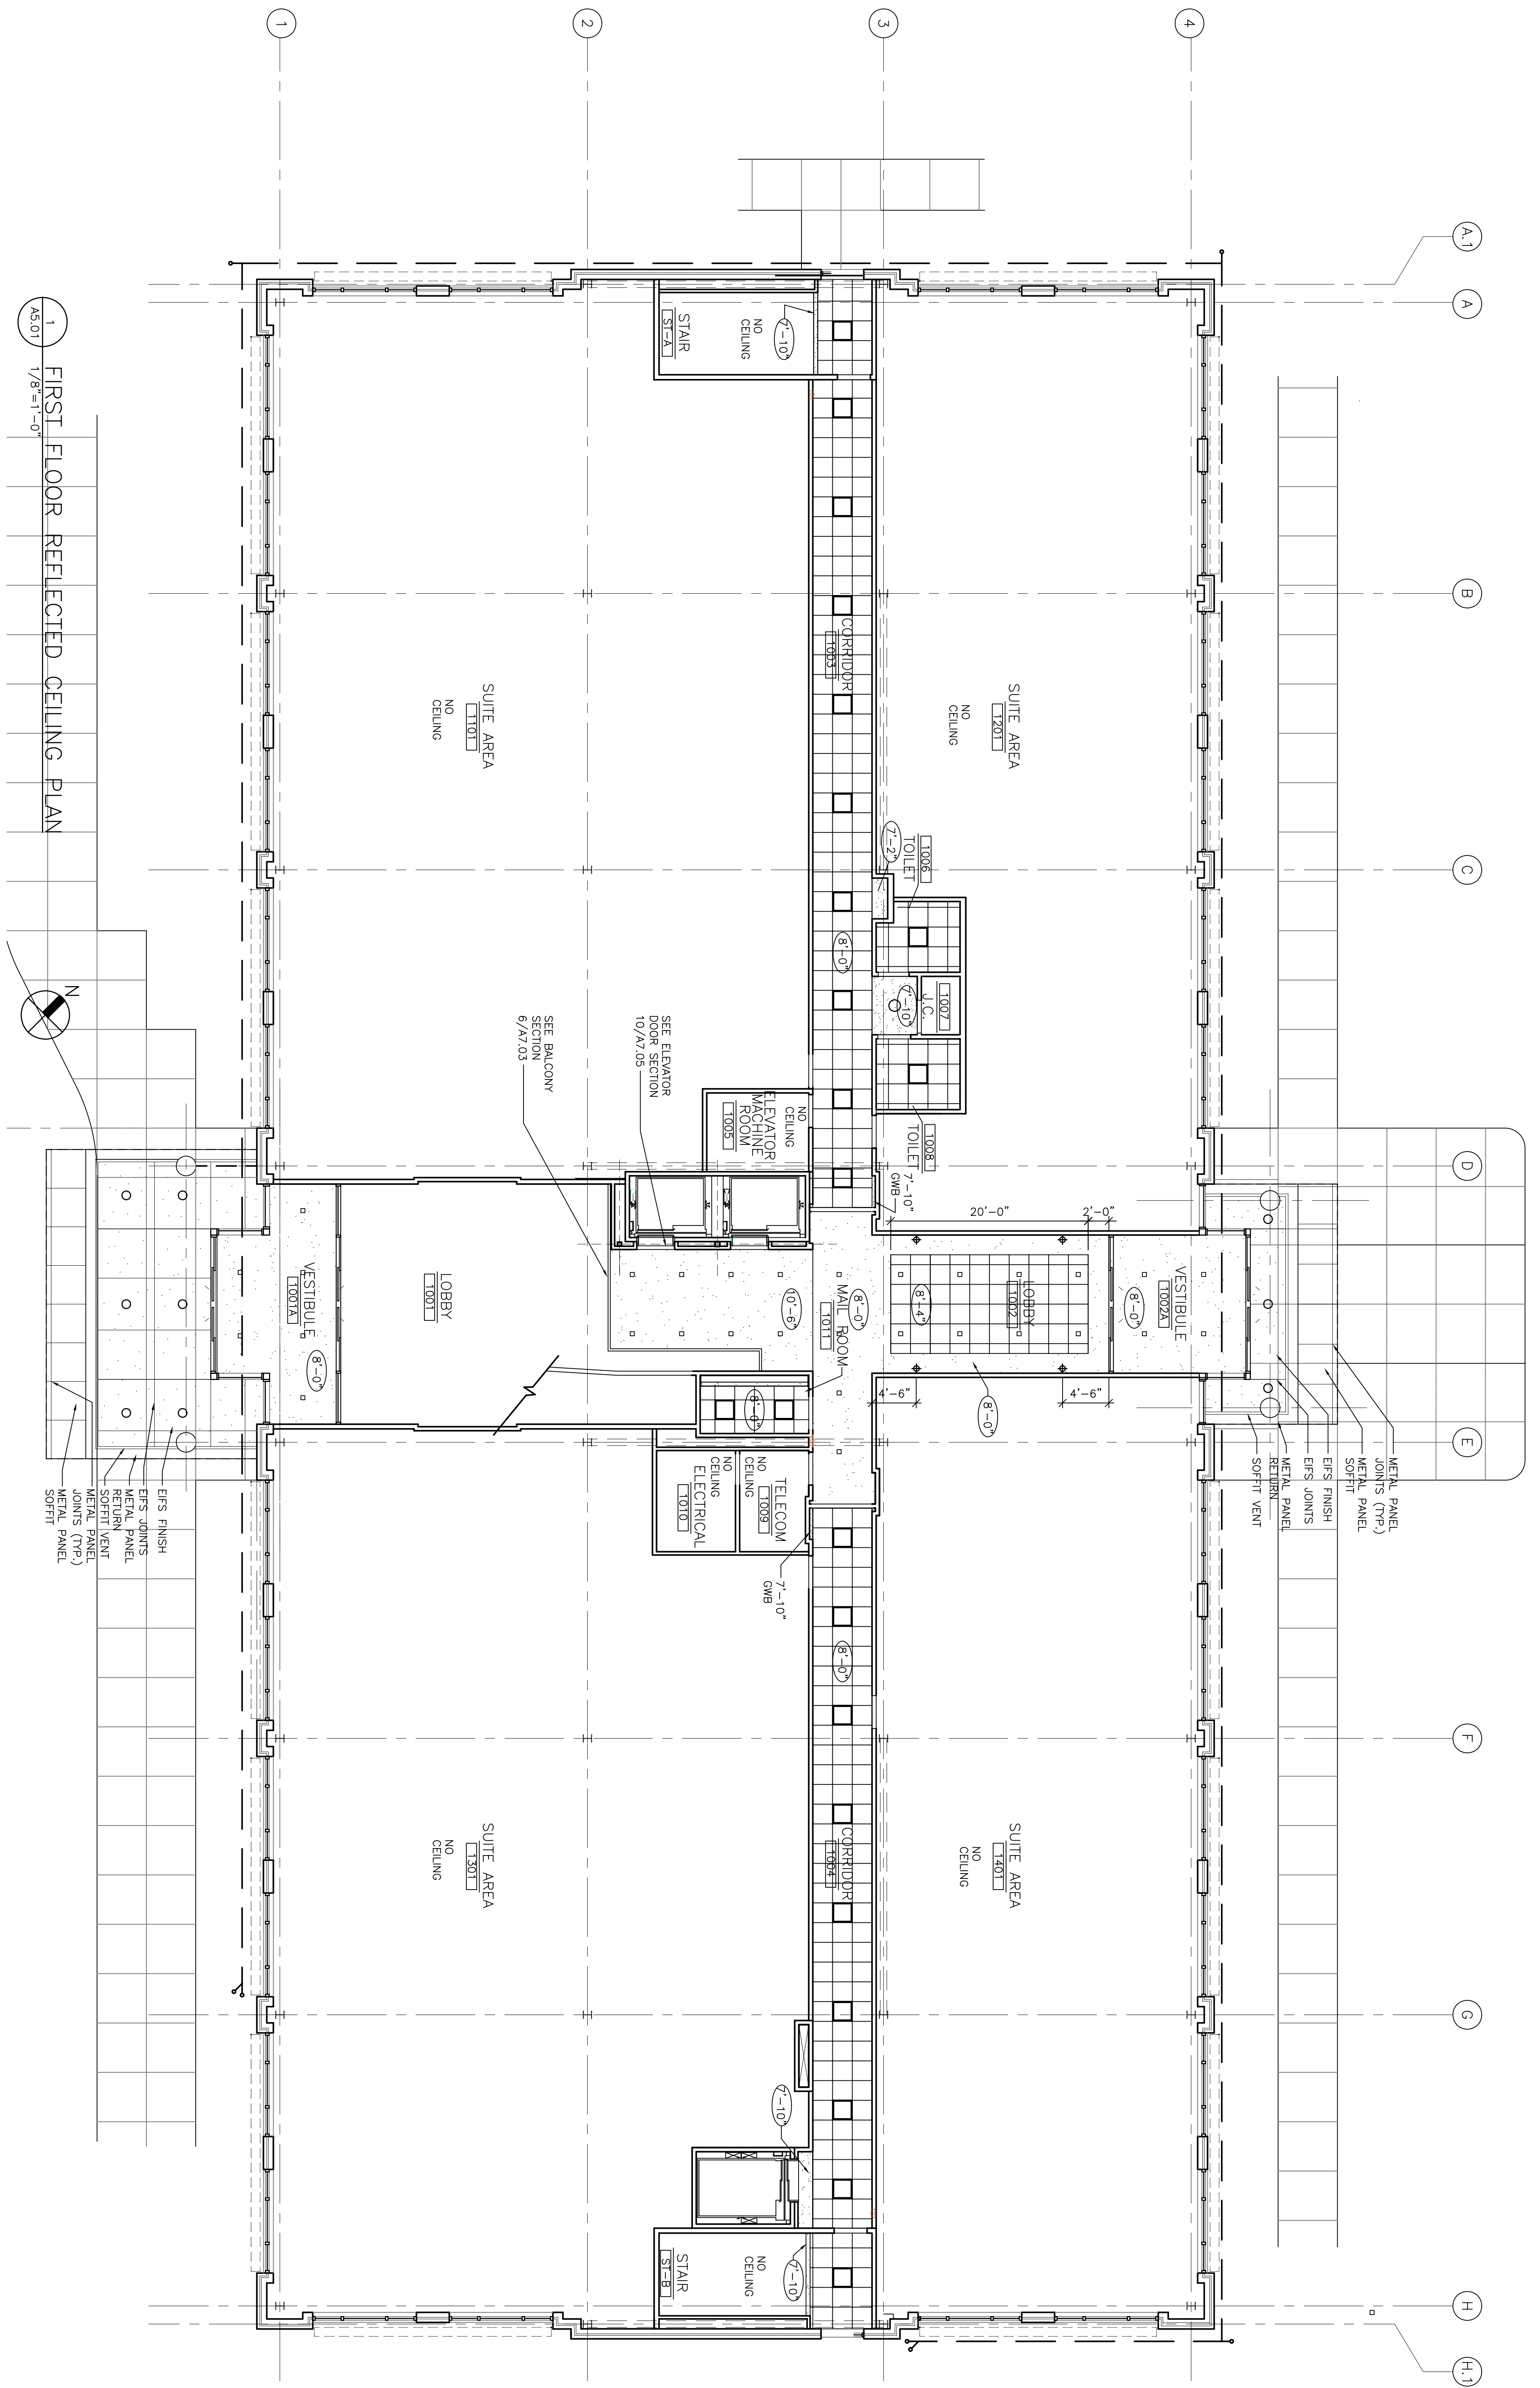 1
2
3
4
A.1
A
B
C
D
E
F
G
H
H.1
STAIR
ST-A
NO
CEILING
7'-10"
SUITE AREA
1101
NO
CEILING
CORRIDOR
1003
SUITE AREA
1201
NO
CEILING
7'-2"
TOILET
1006
8'-0"
J.C.
1007
7'-10"
TOILET
1008
7'-10"
GWB
SEE BALCONY
SECTION
6/A7.03
SEE ELEVATOR
DOOR SECTION
10/A7.05
NO
CEILING
ELEVATOR
MACHINE
ROOM
1005
20'-0"
2'-0"
VESTIBULE
1001A
8'-0"
LOBBY
1001
10'-6"
MAIL ROOM
1011
8'-0"
8'-4"
LOBBY
1002
8'-0"
VESTIBULE
1002A
8'-0"
4'-6"
4'-6"
8'-0"
NO
CEILING
ELECTRICAL
1010
NO
CEILING
TELECOM
1009
7'-10"
GWB
EIFS FINISH
EIFS JOINTS
METAL PANEL
RETURN
SOFFIT VENT
METAL PANEL
JOINTS (TYP.)
METAL PANEL
SOFFIT
METAL PANEL
JOINTS (TYP.)
METAL PANEL
SOFFIT
EIFS FINISH
EIFS JOINTS
METAL PANEL
RETURN
SOFFIT VENT
8'-0"
SUITE AREA
1301
NO
CEILING
CORRIDOR
1004
SUITE AREA
1401
NO
CEILING
7'-10"
STAIR
ST-B
NO
CEILING
7'-10"
1
A5.01
FIRST FLOOR REFLECTED CEILING PLAN
1/8"=1'-0"
N